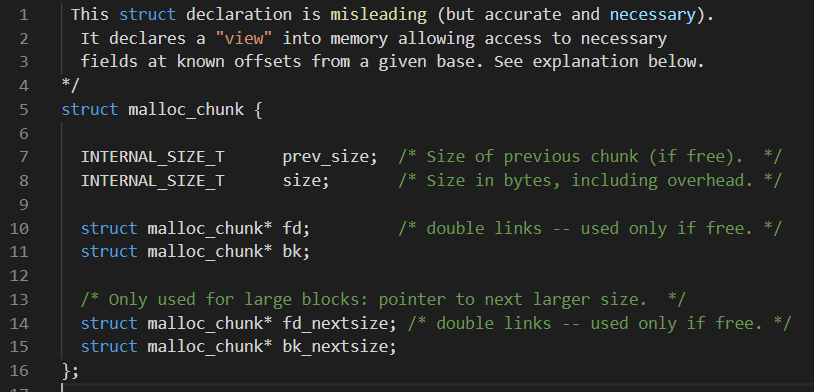 1 This struct declaration is misleading (but accurate and necessary).
2 It declares a "view" into memory allowing access to necessary
3 fields at known offsets from a given base. See explanation below.
4 */
5 struct malloc_chunk {
6
7 INTERNAL_SIZE_T prev_size; /* Size of previous chunk (if free). */
8 INTERNAL_SIZE_T size; /* Size in bytes, including overhead. */
9
10 struct malloc_chunk* fd; /* double links -- used only if free. */
11 struct malloc_chunk* bk;
12
13 /* Only used for large blocks: pointer to next larger size. */
14 struct malloc_chunk* fd_nextsize; /* double links -- used only if free. */
15 struct malloc_chunk* bk_nextsize;
16 };
17